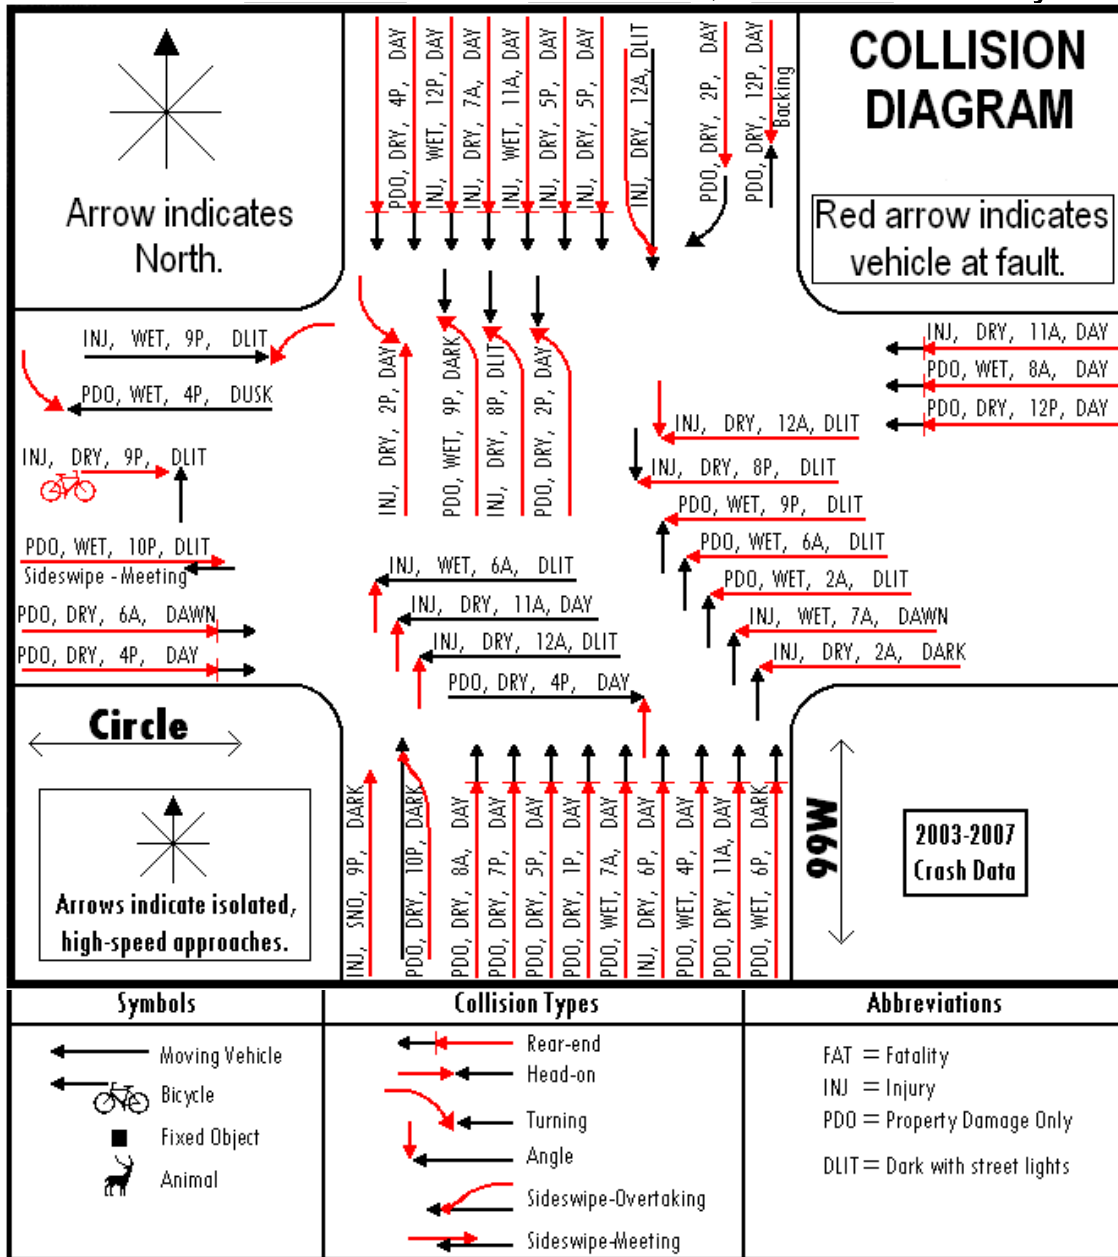 COLLISION
DIAGRAM
Arrow indicates
North.
Red arrow indicates
vehicle at fault.
PDO, DRY, 4P, DAY
INJ, WET, 12P, DAY
INJ, DRY, 7A, DAY
INJ, WET, 11A, DAY
INJ, DRY, 5P, DAY
INJ, DRY, 5P, DAY
INJ, DRY, 12A, DLIT
PDO, DRY, 2P, DAY
PDO, DRY, 12P, DAY
Backing
INJ, WET, 9P, DLIT
PDO, WET, 4P, DUSK
INJ, DRY, 9P, DLIT
PDO, WET, 10P, DLIT
Sideswipe - Meeting
PDO, DRY, 6A, DAWN
PDO, DRY, 4P, DAY
INJ, DRY, 2P, DAY
PDO, WET, 9P, DARK
INJ, DRY, 8P, DLIT
PDO, DRY, 2P, DAY
INJ, DRY, 11A, DAY
PDO, WET, 8A, DAY
PDO, DRY, 12P, DAY
INJ, DRY, 12A, DLIT
INJ, DRY, 8P, DLIT
PDO, WET, 9P, DLIT
PDO, WET, 6A, DLIT
PDO, WET, 2A, DLIT
INJ, WET, 7A, DAWN
INJ, DRY, 2A, DARK
INJ, WET, 6A, DLIT
INJ, DRY, 11A, DAY
INJ, DRY, 12A, DLIT
PDO, DRY, 4P, DAY
Circle
Arrows indicate isolated,
high-speed approaches.
INJ, SNO, 9P, DARK
PDO, DRY, 10P, DARK
PDO, DRY, 8A, DAY
PDO, DRY, 7P, DAY
PDO, DRY, 5P, DAY
PDO, DRY, 1P, DAY
PDO, WET, 7A, DAY
INJ, DRY, 6P, DAY
PDO, WET, 4P, DAY
PDO, DRY, 11A, DAY
PDO, WET, 6P, DARK
99W
2003-2007
Crash Data
Symbols
Moving Vehicle
Bicycle
Fixed Object
Animal
Collision Types
Rear-end
Head-on
Turning
Angle
Sideswipe-Overtaking
Sideswipe-Meeting
Abbreviations
FAT = Fatality
INJ = Injury
PDO = Property Damage Only
DLIT = Dark with street lights